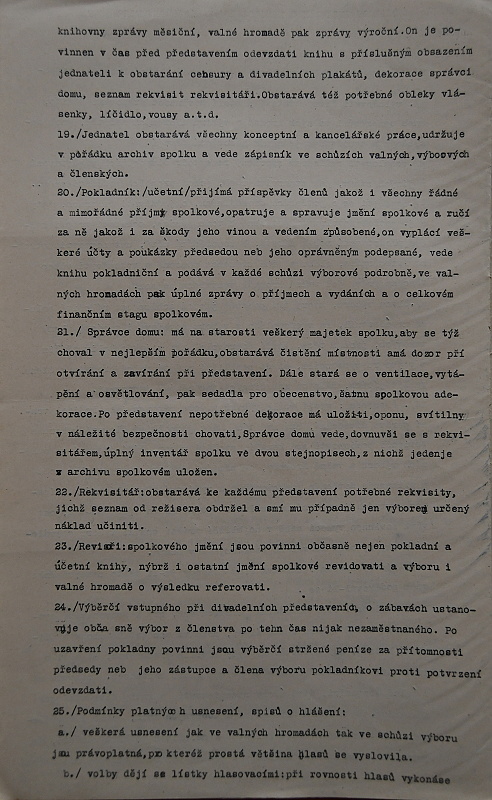 knihovny zprávy měsíční, valné hromadě pak zprávy výroční.On je po-
vinnen v čas před představením odevzdati knihu s příslušným obsazením
jednateli k obstarání censury a divadelních plakátů, dekorace správci
domu, seznam rekvisit rekvisitáři.Obstarává též potřebné obleky vlá-
senky, líčidlo,vousy a.t.d.
19./Jednatel obstarává všechny konceptní a kancelářské práce,udržuje
v pořádku archiv spolku a vede zápisník ve schůzích valných,výborových
a členských.
20./Pokladník:/účetní/přijímá příspěvky členů jakož i všechny řádné
a mimořádné příjmy spolkové,opatruje a spravuje jmění spolkové a ručí
za ně jakož i za škody jeho vinou a vedením způsobené,on vyplácí veš-
keré účty a poukázky předsedou neb jeho oprávněným podepsané, vede
knihu pokladniční a podává v každé schůzi výborové podrobně,ve val-
ných hromadách pak úplné zprávy o příjmech a vydáních a o celkovém
finančním stagu spolkovém.
21./ Správce domu: má na starosti veškerý majetek spolku,aby se týž
choval v nejlepším pořádku,obstarává čistění místnosti amá dozor pří
otvírání a zavírání při představení. Dále stará se o ventilace,vytá-
pění a osvětlování, pak sedadla pro obecenstvo,šatnu spolkovou ade-
korace.Po představení nepotřebné dekorace má uložiti,oponu, svítilny
v náležité bezpečnosti chovati,Správce domu vede,dovnuvši se s rekvi-
sitářem,úplný inventář spolku ve dvou stejnopisech,z nichž jedenje
v archivu spolkovém uložen.
22./Rekvisitář:obstarává ke každému představení potřebné rekvisity,
jichž seznam od režisera obdržel a smí mu případně jen výborem určený
náklad učiniti.
23./Revisři:spolkového jmění jsou povinni občasně nejen pokladní a
účetní knihy, nýbrž i ostatní jmění spolkové revidovati a výboru i
valné hromadě o výsledku referovati.
24./Výběrčí vstupného při divadelních představeních, o zábavách ustano-
vuje obča sně výbor z členstva po tehn čas nijak nezaměstnaného. Po
uzavření pokladny povinni jsou výběrčí stržené peníze za přítomnosti
předsedy neb  jeho zástupce a člena výboru pokladníkovi proti potvrzení
odevzdati.
25./Podmínky platných h usnesení, spisů o hlášení:
a./ veškerá usnesení jak ve valných hromadách tak ve schůzi výboru
jsou právoplatná,pro kteréž prostá většina hlasů se vyslovila.
b./ volby dějí se lístky hlasovacími:při rovnosti hlasů vykonáse